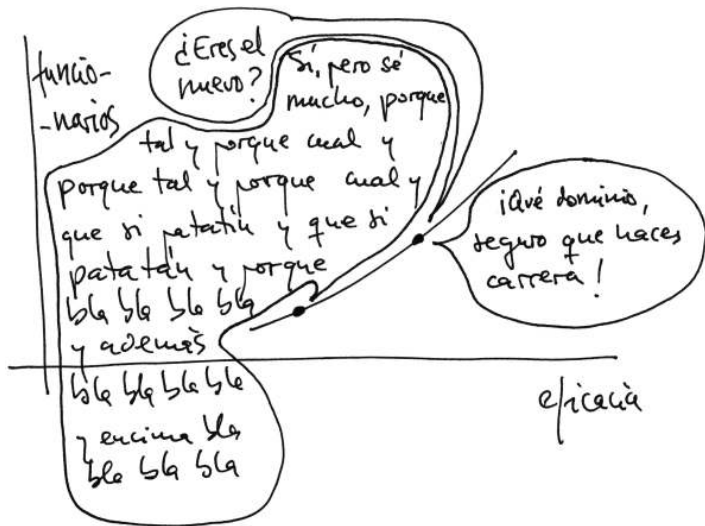 funcio-
-narios
¿Eres el
nuevo?
Sí, pero sé
mucho, porque
tal y porque cual y
porque tal y porque cual y
que si patatín y que si
patatán y porque
bla bla bla bla
y además
bla bla bla bla
y encima bla
bla bla bla
¡Qué dominio,
seguro que haces
carrera!
eficacia